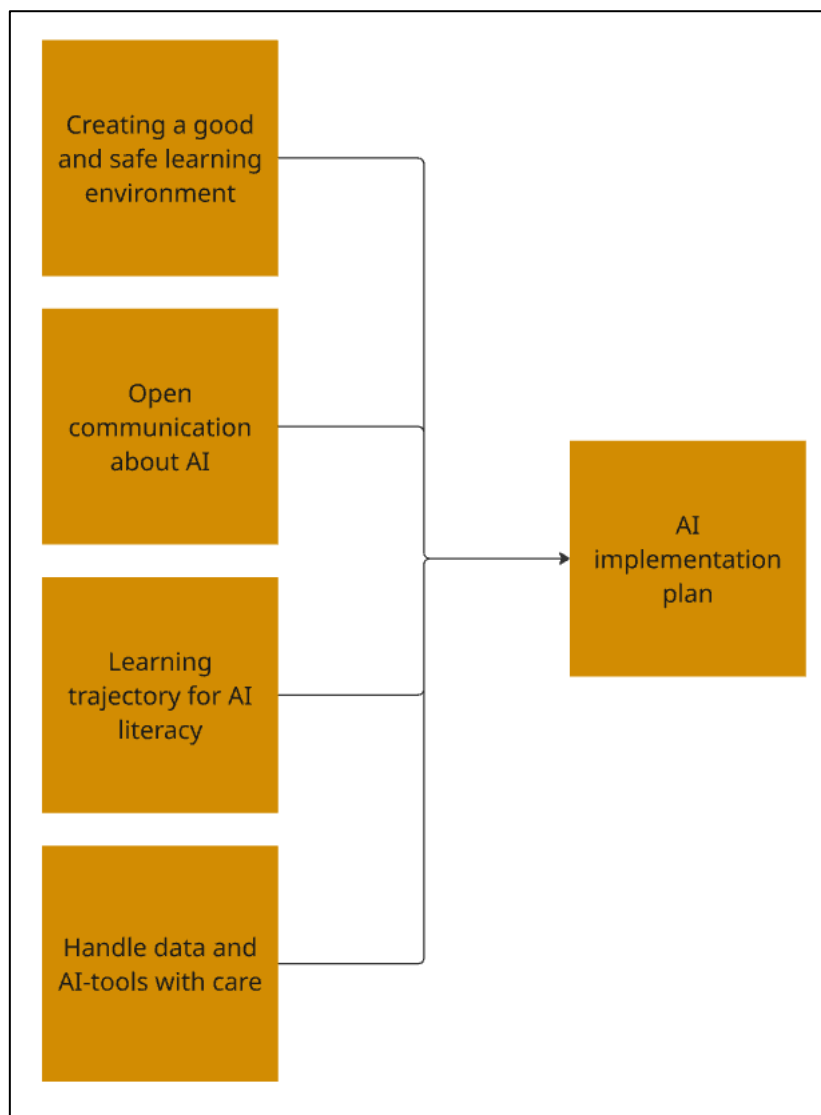 Creating a good
and safe learning
environment
Open
communication
about AI
Learning
trajectory for AI
literacy
Handle data and
AI-tools with care
AI
implementation
plan